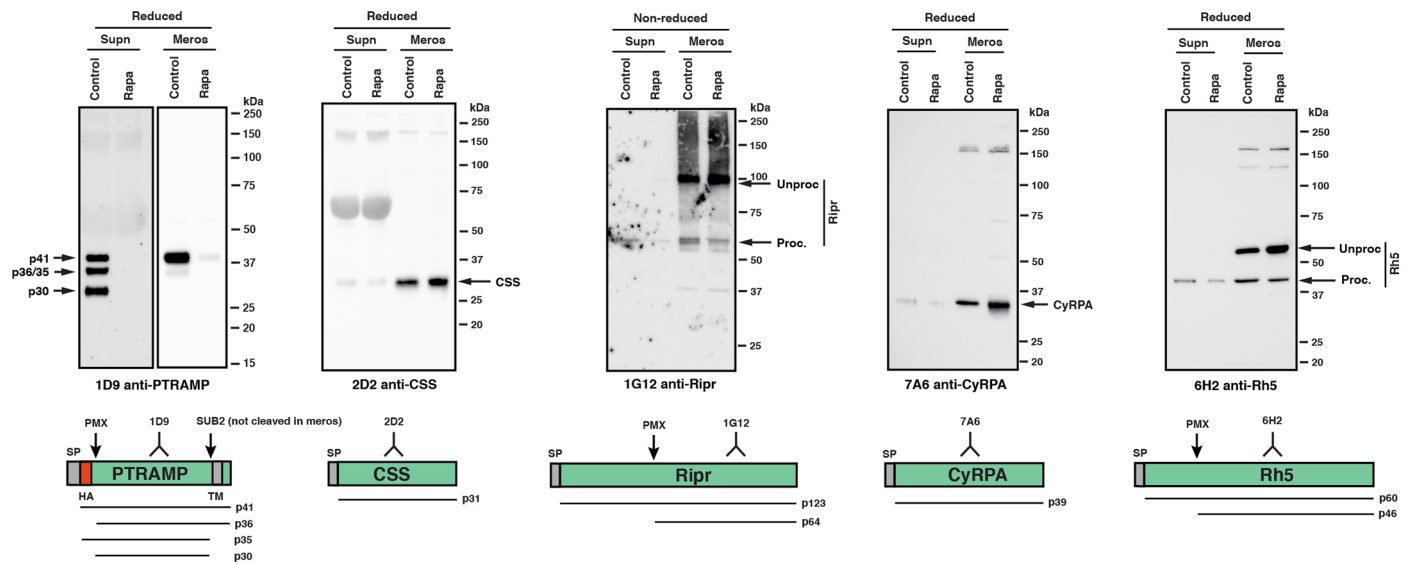 Reduced
Supn Meros
Control Rapa Control Rapa
kDa
250
150
100
75
50
37
25
20
15
p41
p36/35
p30
1D9 anti-PTRAMP
Reduced
Supn Meros
Control Rapa Control Rapa
kDa
250
150
100
75
50
37
25
20
CSS
2D2 anti-CSS
Non-reduced
Supn Meros
Control Rapa Control Rapa
kDa
250
150
100
75
50
37
25
Unproc
Proc.
Ripr
1G12 anti-Ripr
Reduced
Supn Meros
Control Rapa Control Rapa
kDa
250
150
100
75
50
37
25
20
CyRPA
7A6 anti-CyRPA
Reduced
Supn Meros
Control Rapa Control Rapa
kDa
250
150
100
75
50
37
25
20
Unproc
Proc.
Rh5
6H2 anti-Rh5
PMX 1D9 SUB2 (not cleaved in meros)
SP
PTRAMP
HA TM
p41
p36
p35
p30
2D2
SP
CSS
p31
PMX 1G12
SP
Ripr
p123
p64
7A6
SP
CyRPA
p39
PMX 6H2
SP
Rh5
p60
p46